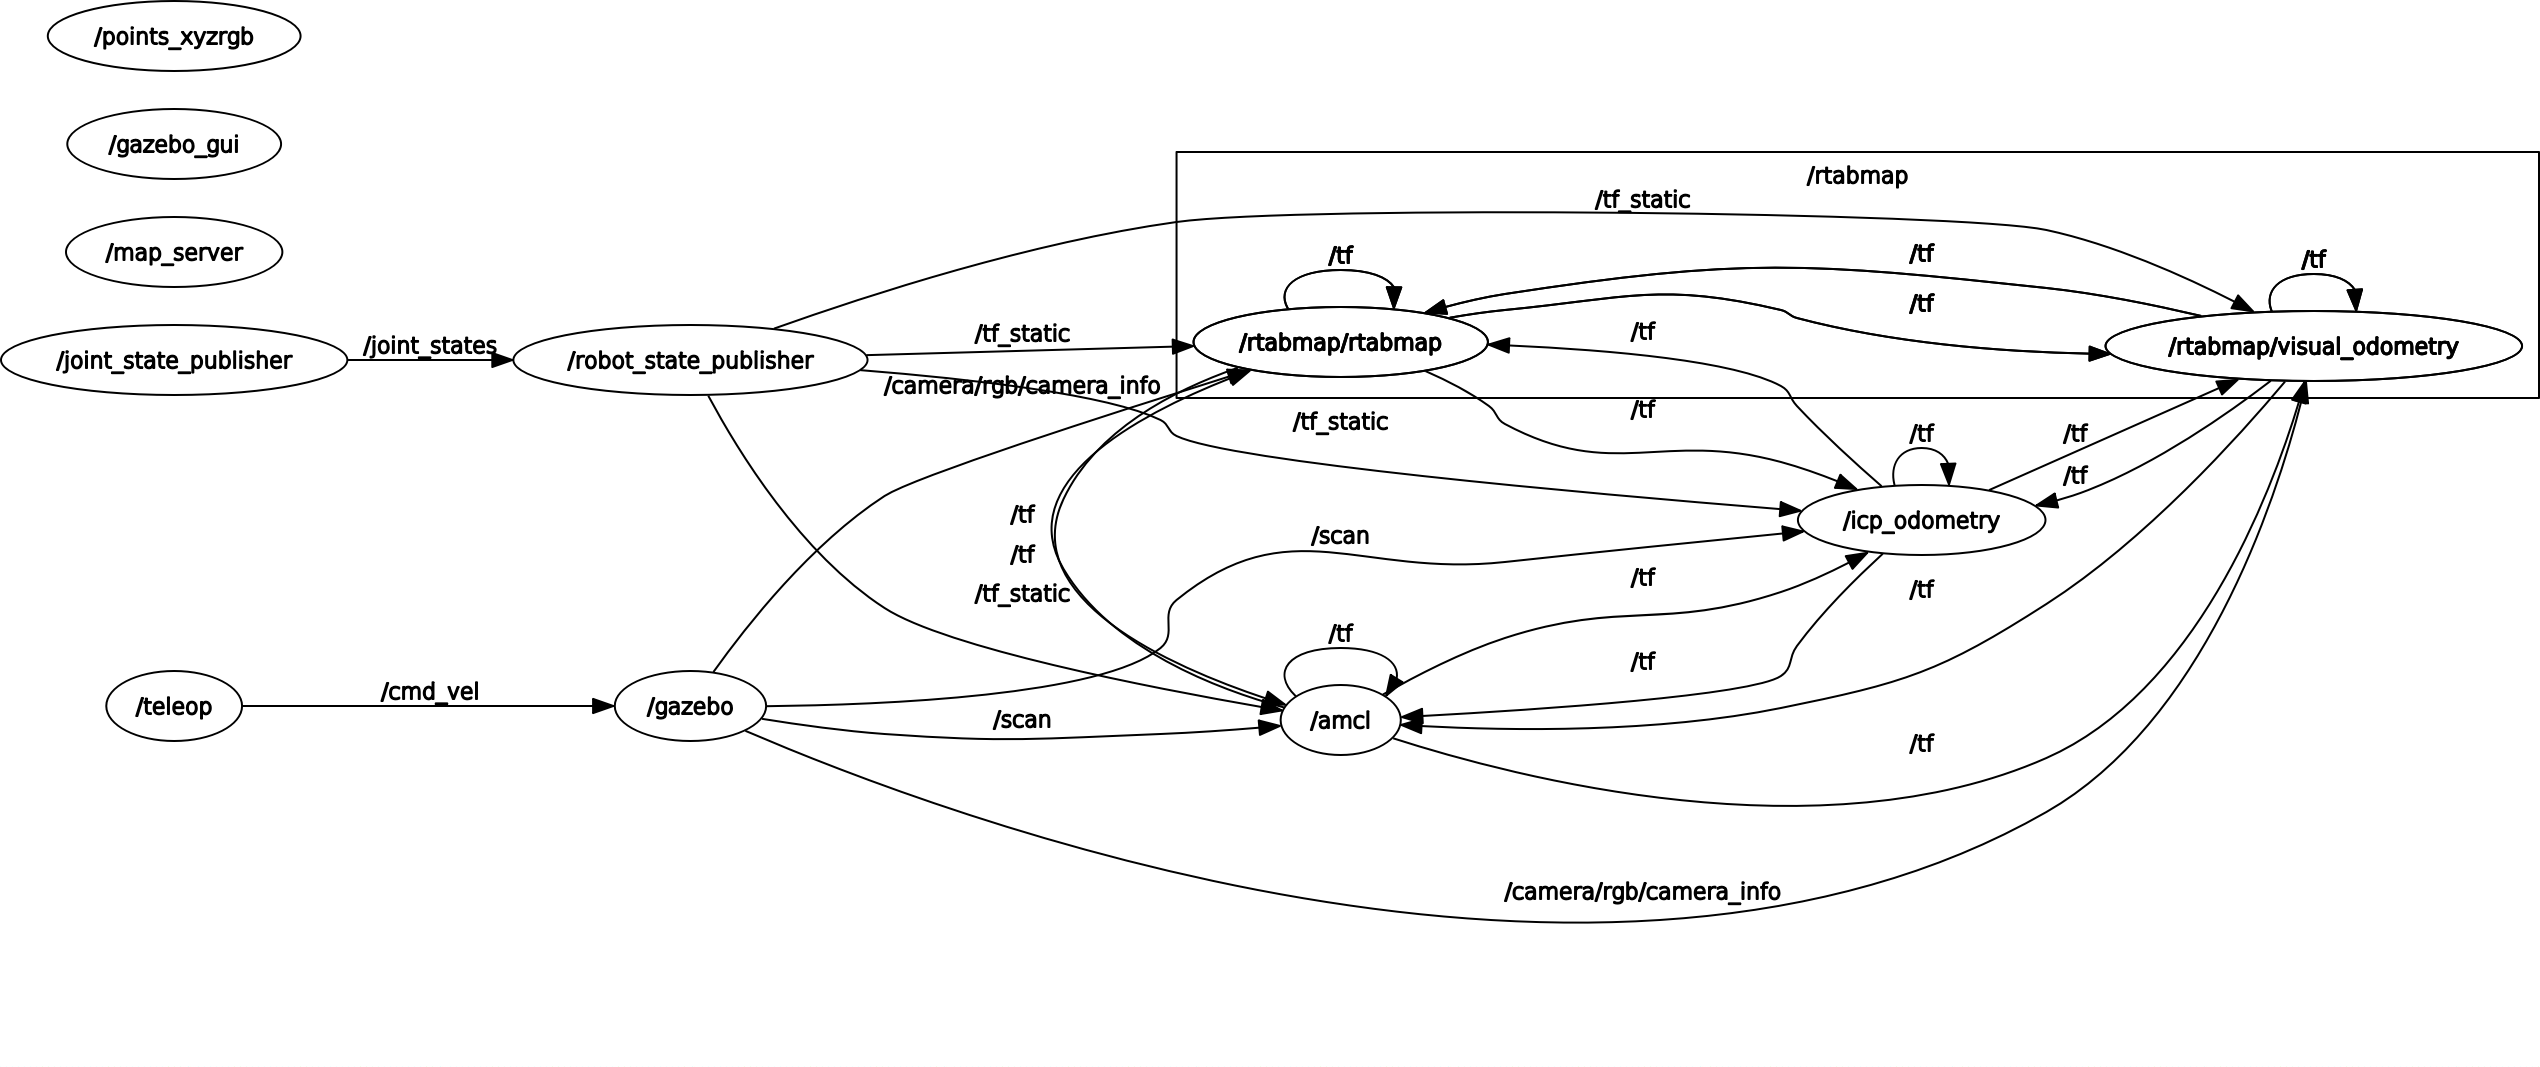 /points_xyzrgb
/gazebo_gui
/rtabmap
/tf_static
/map_server
/tf
/tf
/tf
/tf
/tf
/tf_static
/rtabmap/rtabmap
/rtabmap/visual_odometry
/joint_states
/joint_state_publisher
/robot_state_publisher
/camera/rgb/camera_info
/tf
/tf_static
/tf
/tf
/tf
/tf
/icp_odometry
/scan
/tf
/tf
/tf
/tf_static
/tf
/tf
/cmd_vel
/teleop
/gazebo
/scan
/amcl
/tf
/camera/rgb/camera_info